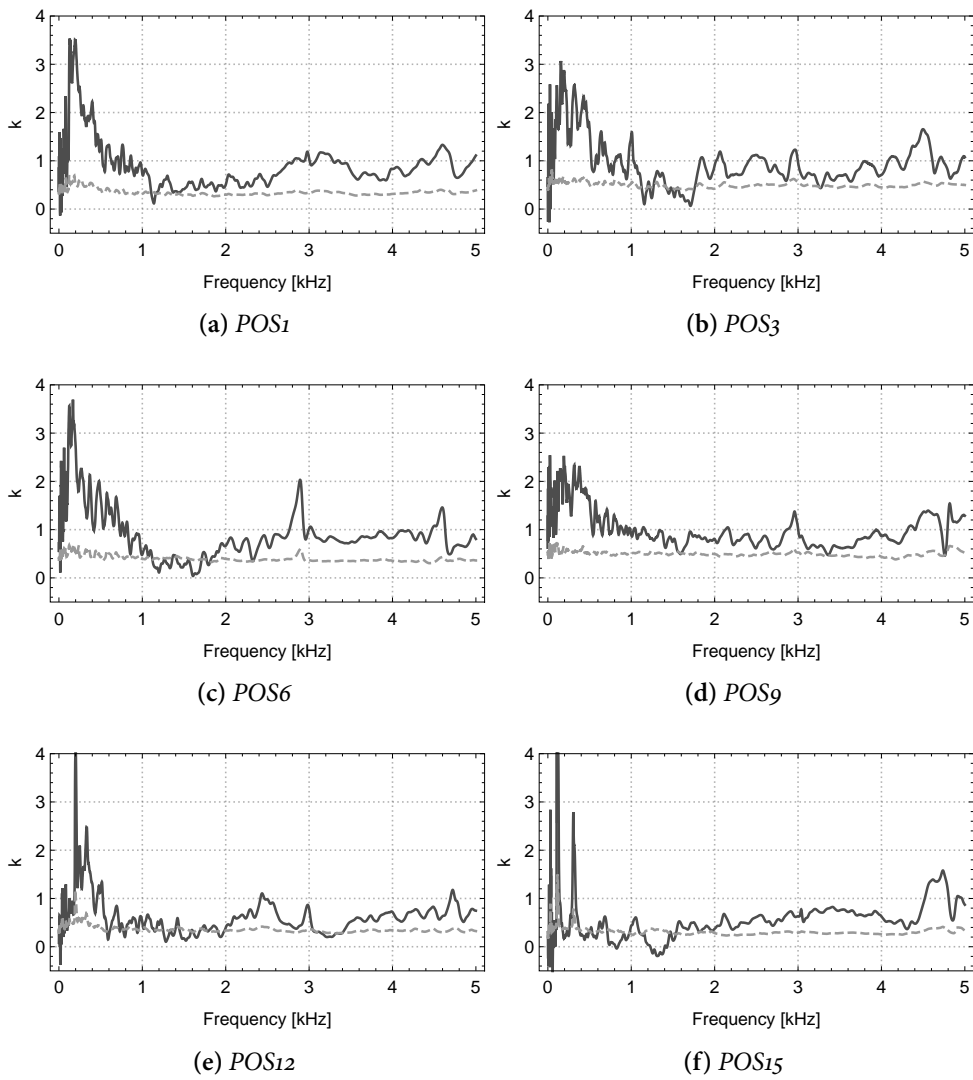 4
3
2
1
0
k
0 1 2 3 4 5
Frequency [kHz]
(a) POS1
4
3
2
1
0
k
0 1 2 3 4 5
Frequency [kHz]
(b) POS3
4
3
2
1
0
k
0 1 2 3 4 5
Frequency [kHz]
(c) POS6
4
3
2
1
0
k
0 1 2 3 4 5
Frequency [kHz]
(d) POS9
4
3
2
1
0
k
0 1 2 3 4 5
Frequency [kHz]
(e) POS12
4
3
2
1
0
k
0 1 2 3 4 5
Frequency [kHz]
(f) POS15